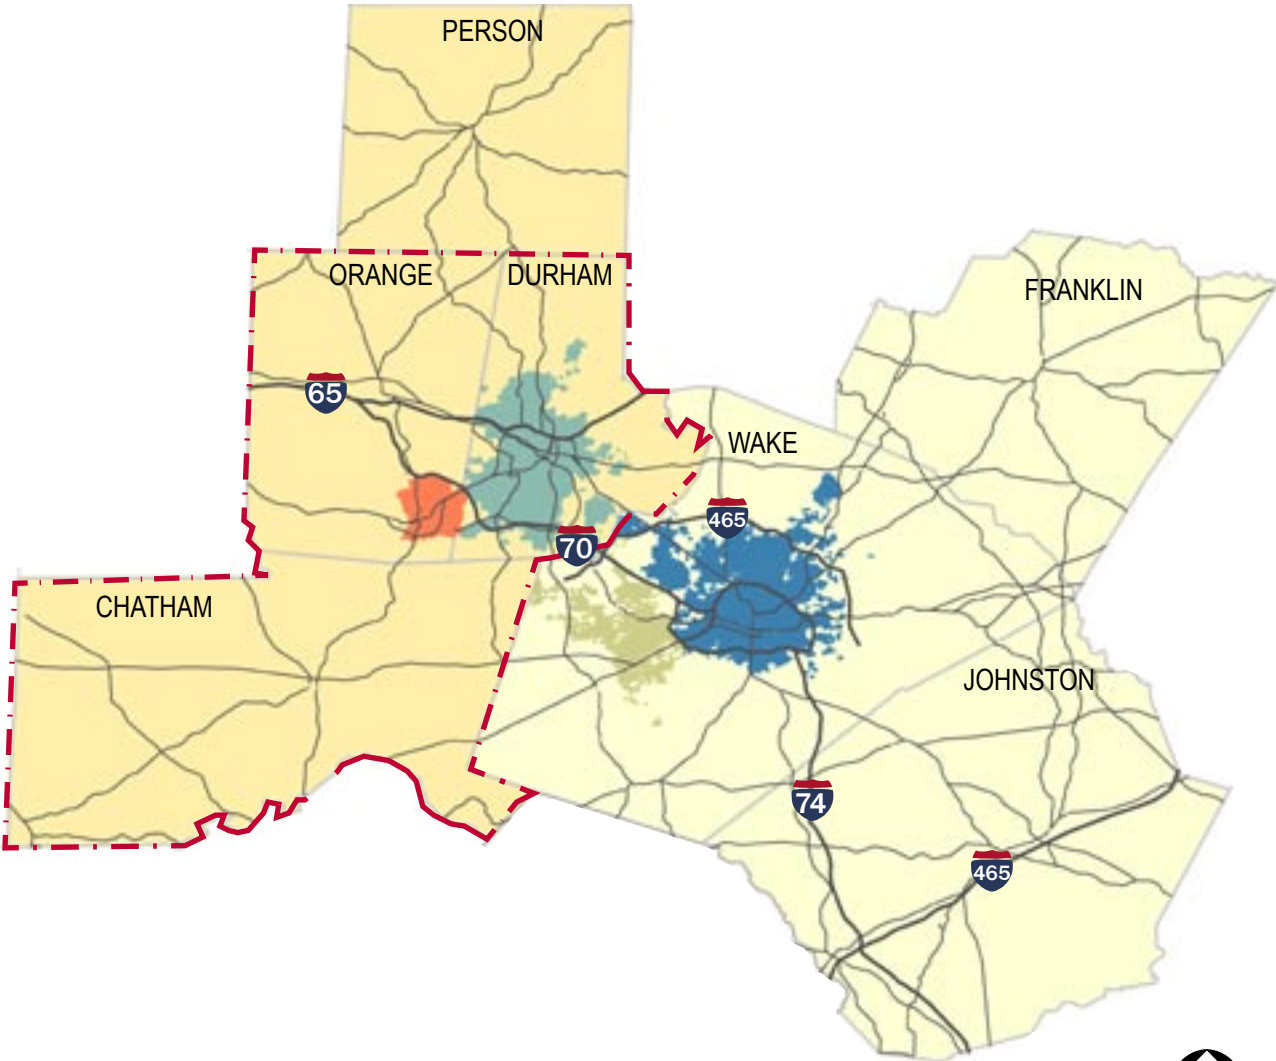 PERSON
ORANGE
DURHAM
FRANKLIN
65
WAKE
465
70
CHATHAM
JOHNSTON
74
465